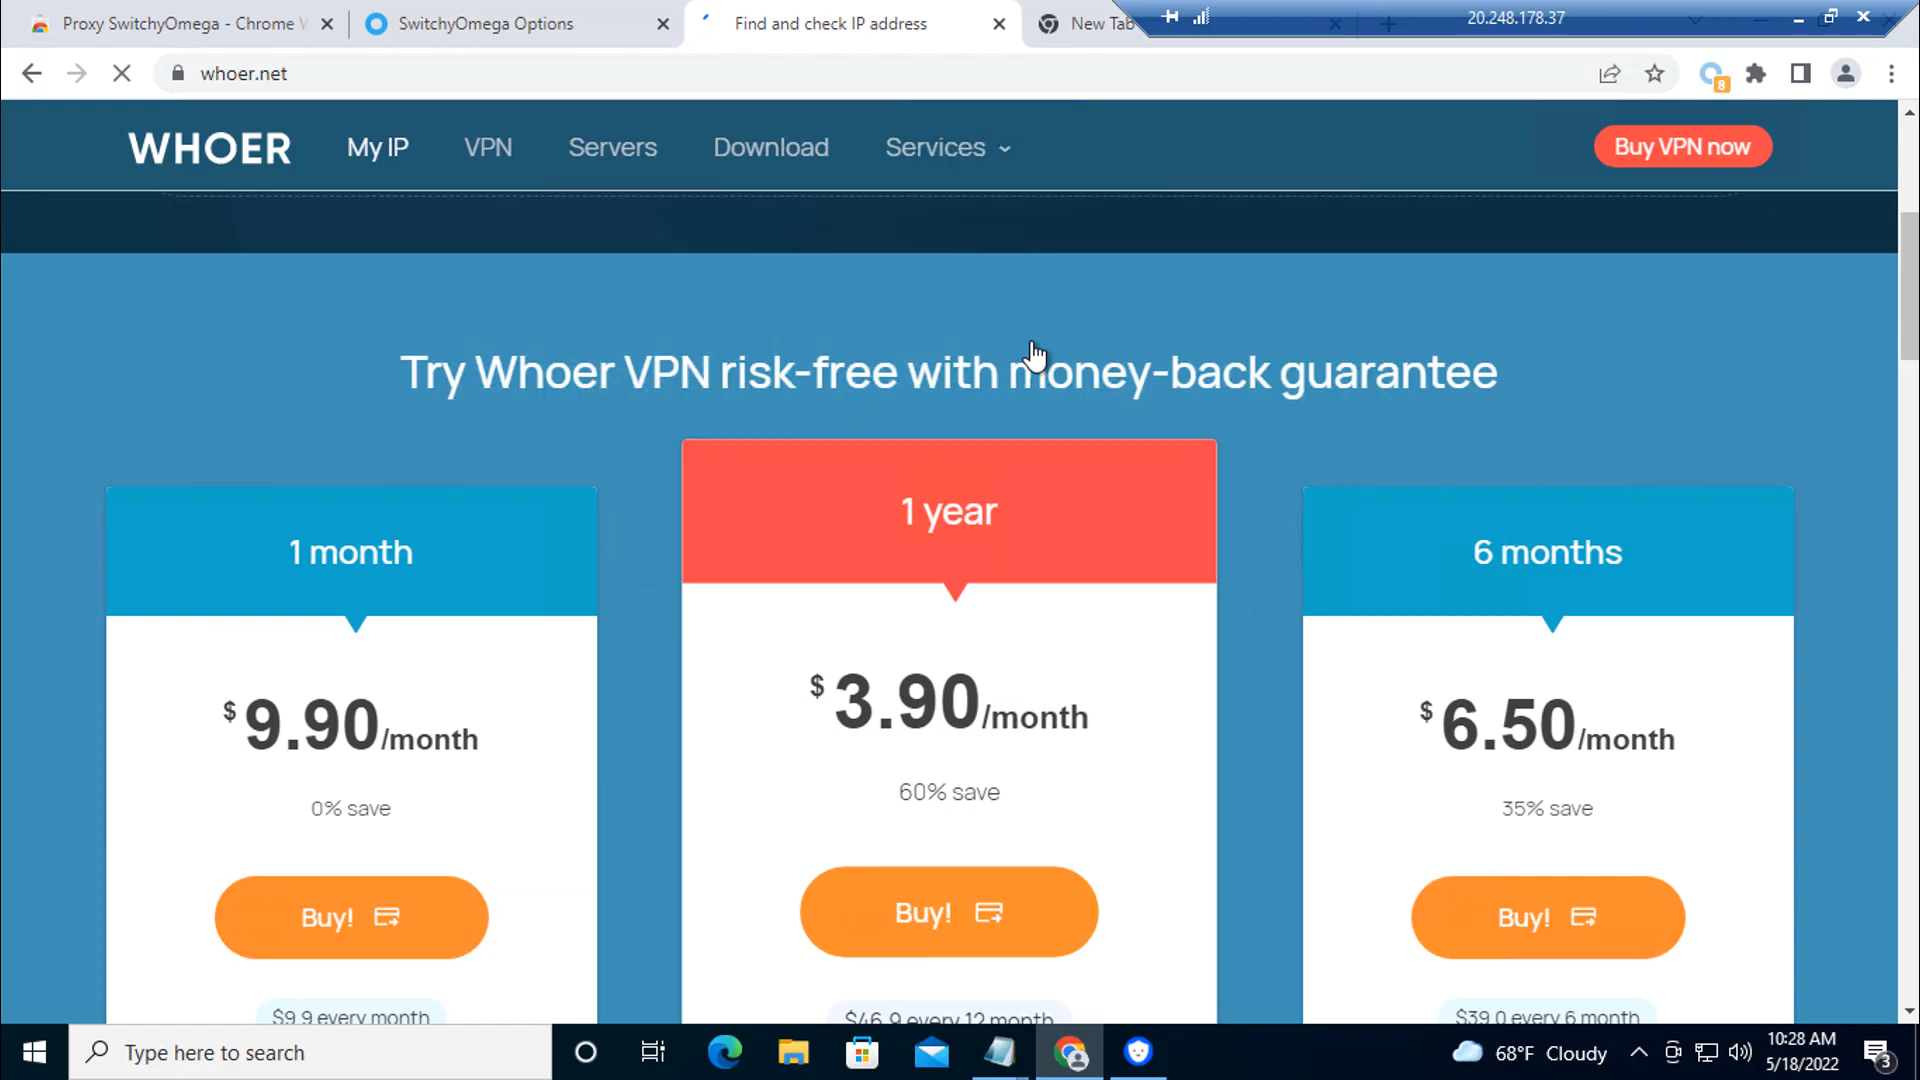 Proxy SwitchyOmega - Chrome W
SwitchyOmega Options
Find and check IP address
New Tab
20.248.178.37
whoer.net
8
WHOER
My IP
VPN
Servers
Download
Services
Buy VPN now
Try Whoer VPN risk-free with money-back guarantee
1 month
$ 9.90/month
0% save
Buy!
$9.9 every month
1 year
$ 3.90/month
60% save
Buy!
$46.9 every 12 month
6 months
$ 6.50/month
35% save
Buy!
$39.0 every 6 month
Type here to search
68°F Cloudy
10:28 AM
5/18/2022
3